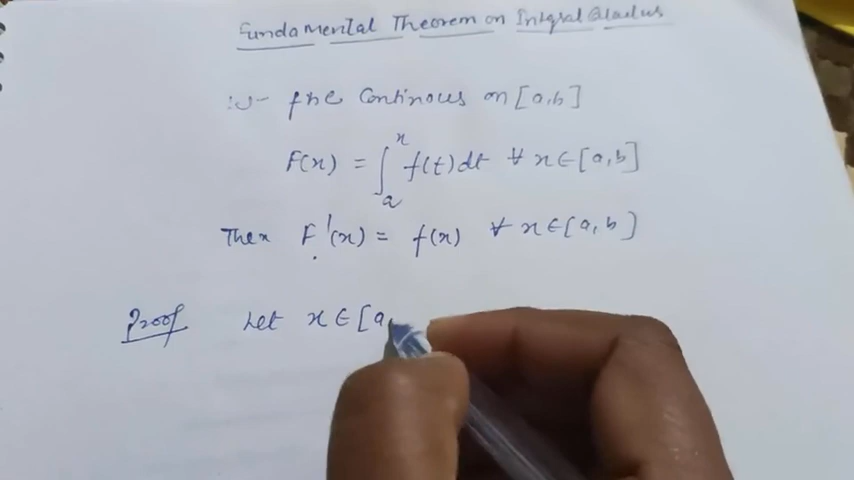 Fundamental Theorem on Integral Calculus
:- f be Continous on [a,b]
F(x) = ∫ₐˣ f(t)dt ∀ x∈[a,b]
Then F'(x) = f(x) ∀ x∈[a,b]
Proof Let x∈[a,